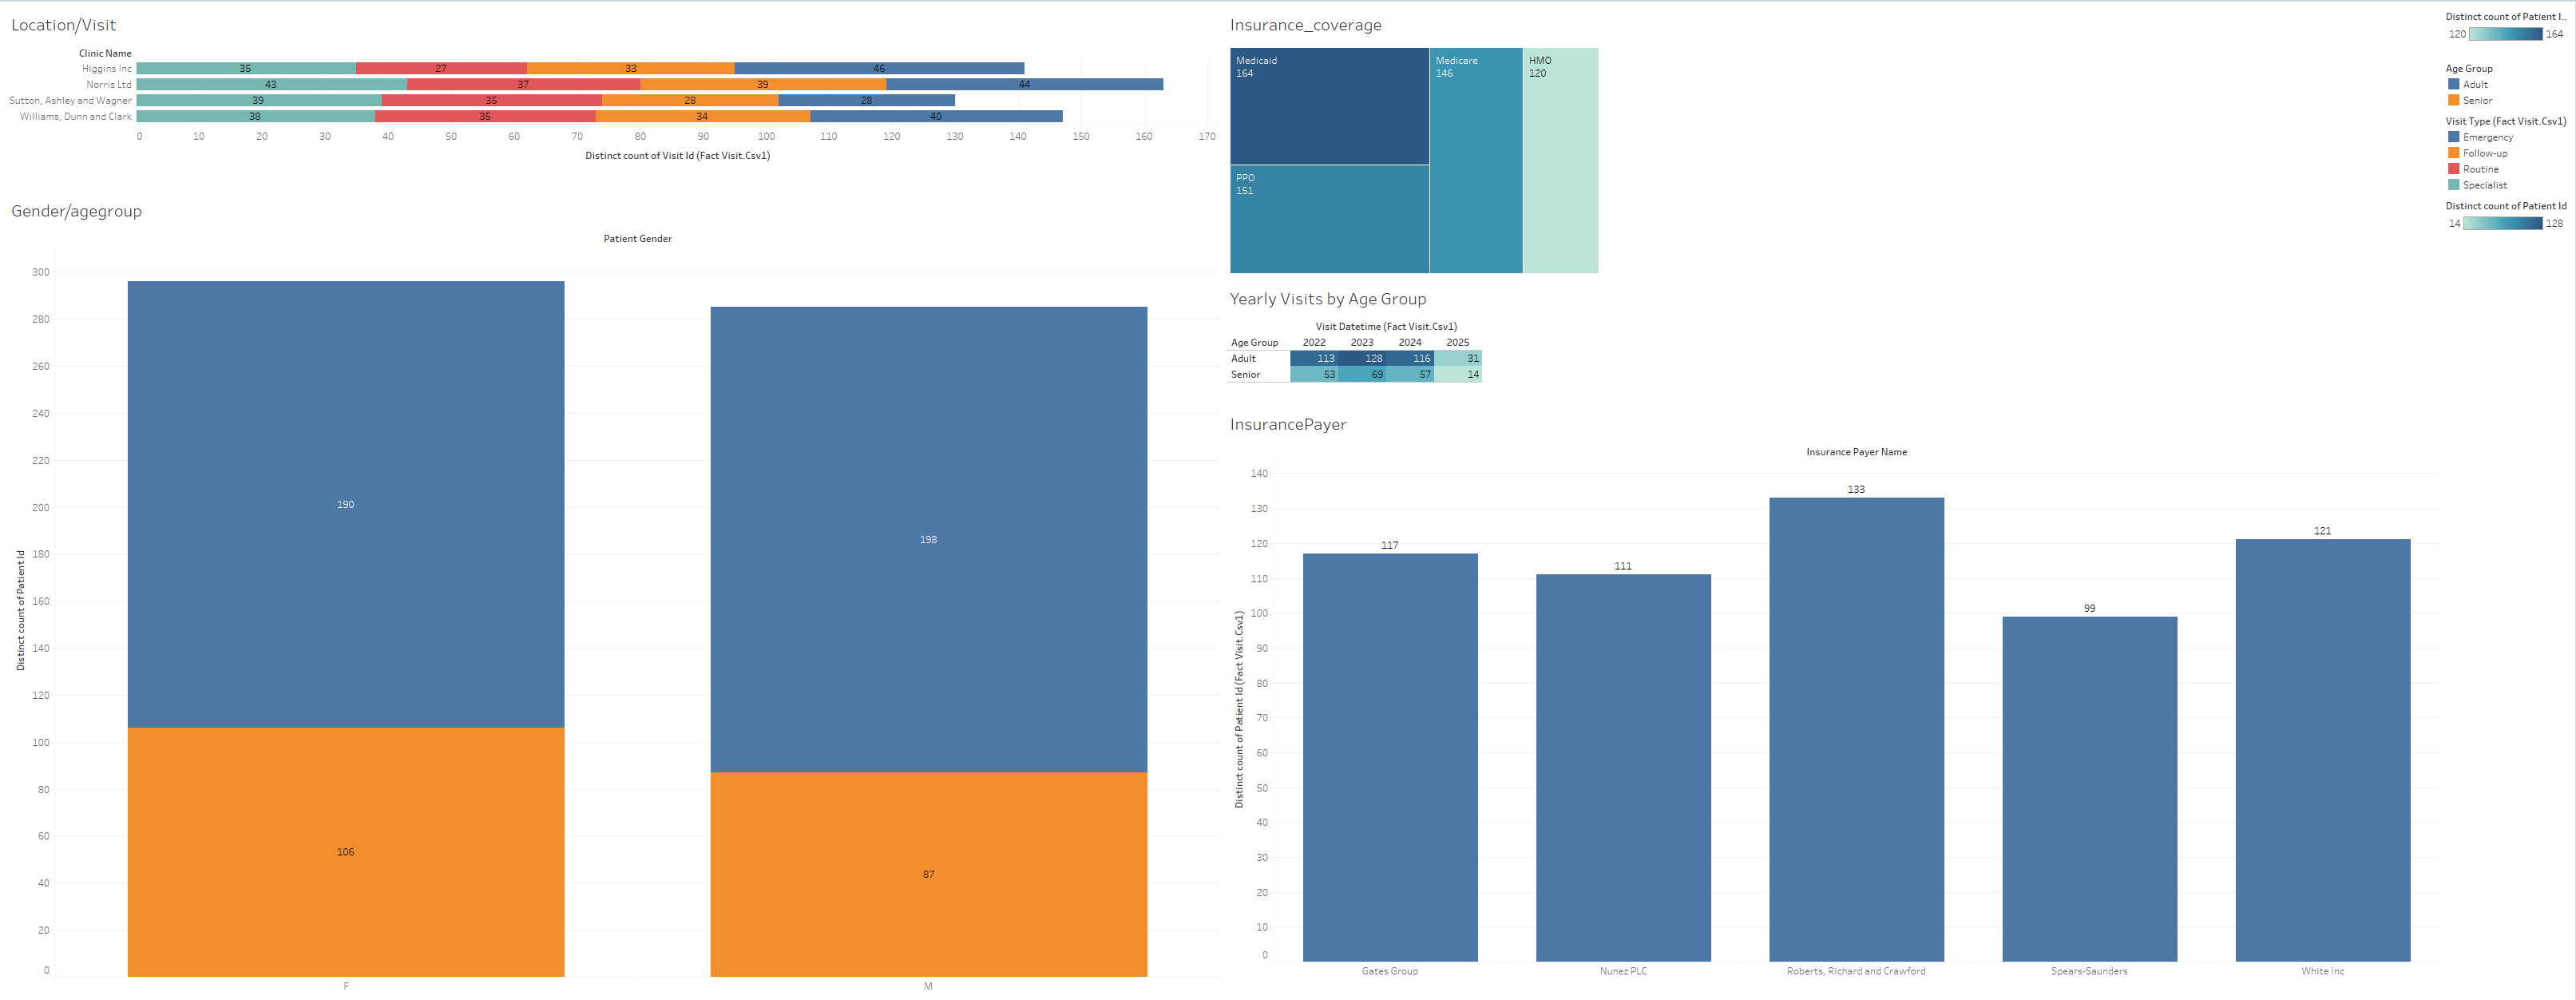 Location/Visit
Clinic Name
Higgins Inc 35 27 33 46
Norris Ltd 43 37 39 44
Sutton, Ashley and Wagner 39 35 28 28
Williams, Dunn and Clark 38 35 34 40
0 10 20 30 40 50 60 70 80 90 100 110 120 130 140 150 160 170
Distinct count of Visit Id (Fact Visit.Csv1)
Gender/agegroup
Patient Gender
Distinct count of Patient Id
300
280
260
240
220
200
180
160
140
120
100
80
60
40
20
0
190
198
106
87
F M
Insurance_coverage
Medicaid
164
PPO
151
Medicare
146
HMO
120
Yearly Visits by Age Group
Visit Datetime (Fact Visit.Csv1)
Age Group 2022 2023 2024 2025
Adult 113 128 116 31
Senior 53 69 57 14
InsurancePayer
Insurance Payer Name
Distinct count of Patient Id (Fact Visit.Csv1)
140
130
120
110
100
90
80
70
60
50
40
30
20
10
0
117
111
133
99
121
Gates Group Nunez PLC Roberts, Richard and Crawford Spears-Saunders White Inc
Distinct count of Patient I..
120 164
Age Group
Adult
Senior
Visit Type (Fact Visit.Csv1)
Emergency
Follow-up
Routine
Specialist
Distinct count of Patient Id
14 128